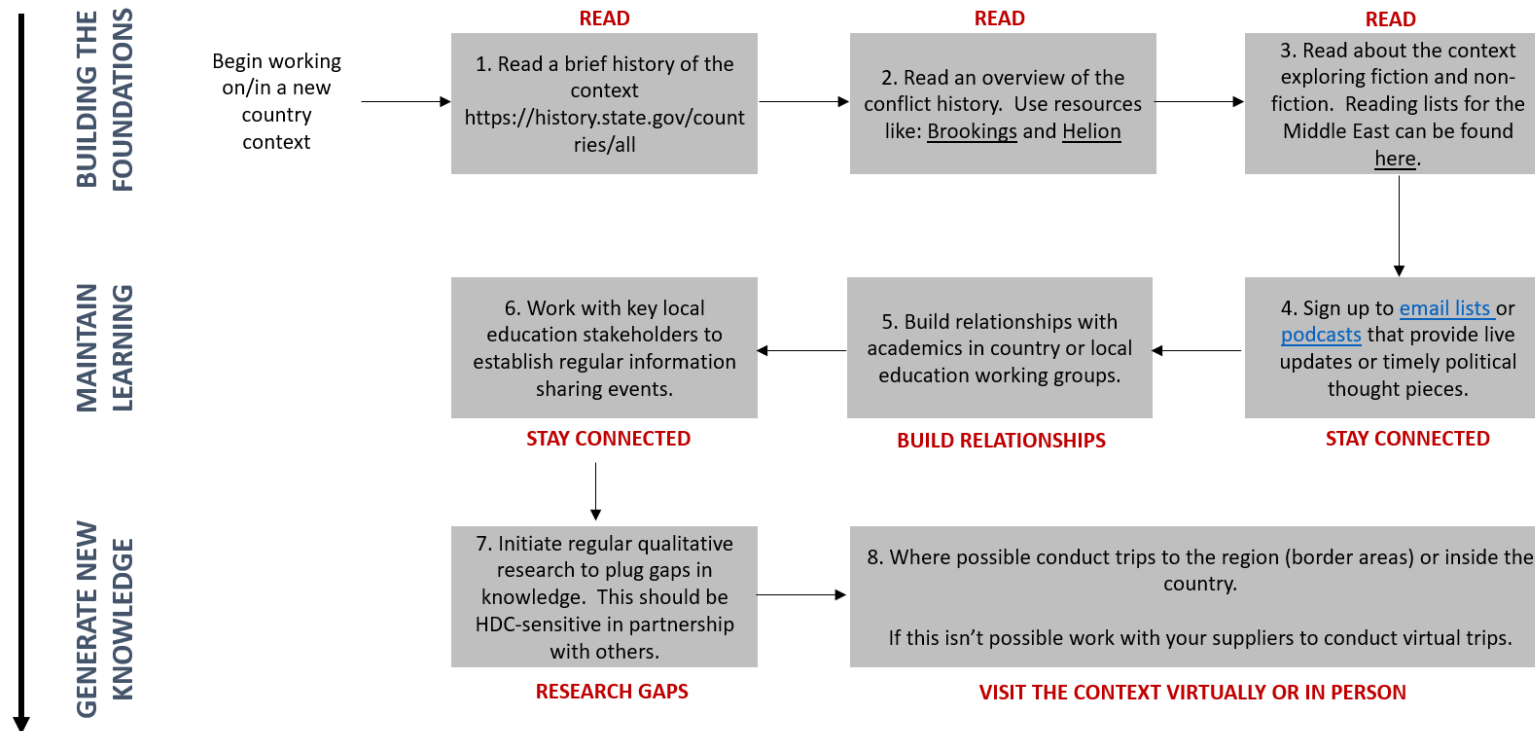 BUILDING THE
FOUNDATIONS
Begin working
on/in a new
country
context
READ
1. Read a brief history of the
context
https://history.state.gov/count
ries/all
READ
2. Read an overview of the
conflict history.  Use resources
like: Brookings and Helion
READ
3. Read about the context
exploring fiction and non-
fiction.  Reading lists for the
Middle East can be found
here.
MAINTAIN
LEARNING
4. Sign up to email lists or
podcasts that provide live
updates or timely political
thought pieces.
STAY CONNECTED
5. Build relationships with
academics in country or local
education working groups.
BUILD RELATIONSHIPS
6. Work with key local
education stakeholders to
establish regular information
sharing events.
STAY CONNECTED
GENERATE NEW
KNOWLEDGE
7. Initiate regular qualitative
research to plug gaps in
knowledge.  This should be
HDC-sensitive in partnership
with others.
RESEARCH GAPS
8. Where possible conduct trips to the region (border areas) or inside the
country.
If this isn’t possible work with your suppliers to conduct virtual trips.
VISIT THE CONTEXT VIRTUALLY OR IN PERSON